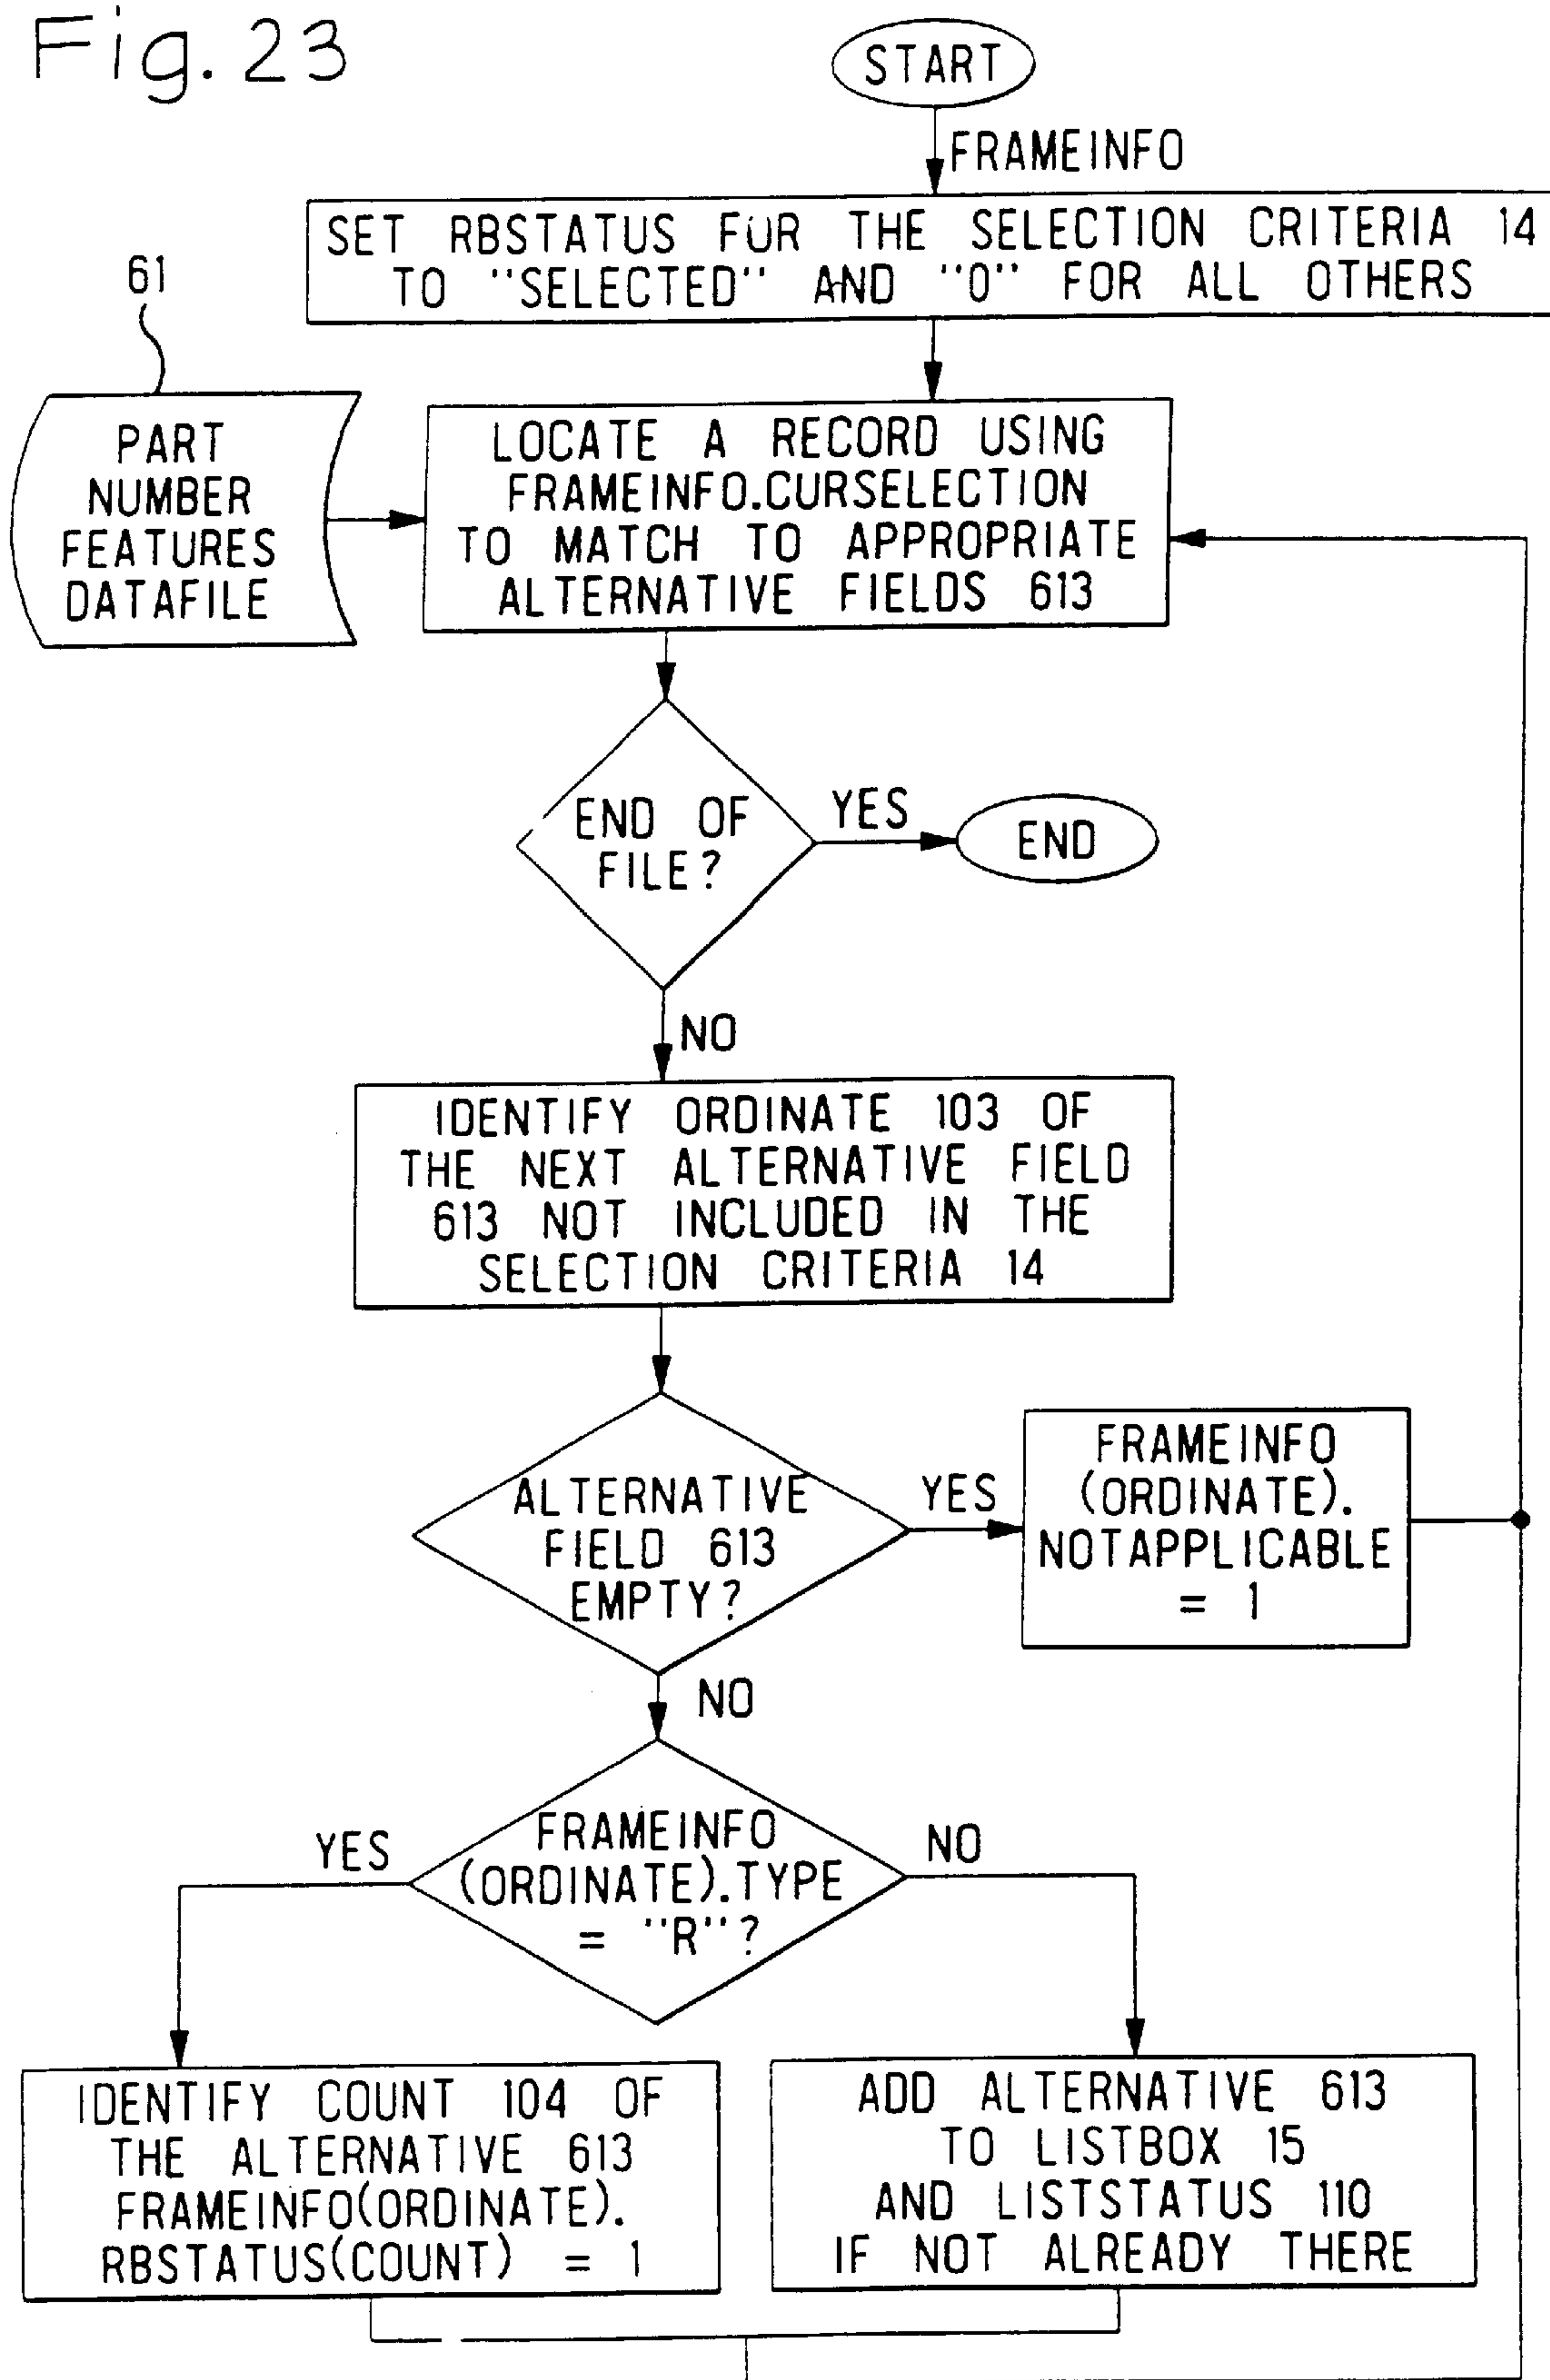 Fig. 23
START
FRAMEINFO
SET RBSTATUS FOR THE SELECTION CRITERIA 14
TO "SELECTED" AND "0" FOR ALL OTHERS
61
PART
NUMBER
FEATURES
DATAFILE
LOCATE A RECORD USING
FRAMEINFO.CURSELECTION
TO MATCH TO APPROPRIATE
ALTERNATIVE FIELDS 613
END OF
FILE?
YES
END
NO
IDENTIFY ORDINATE 103 OF
THE NEXT ALTERNATIVE FIELD
613 NOT INCLUDED IN THE
SELECTION CRITERIA 14
ALTERNATIVE
FIELD 613
EMPTY?
YES
FRAMEINFO
(ORDINATE).
NOTAPPLICABLE
= 1
NO
FRAMEINFO
(ORDINATE).TYPE
= "R"?
YES
NO
IDENTIFY COUNT 104 OF
THE ALTERNATIVE 613
FRAMEINFO(ORDINATE).
RBSTATUS(COUNT) = 1
ADD ALTERNATIVE 613
TO LISTBOX 15
AND LISTSTATUS 110
IF NOT ALREADY THERE